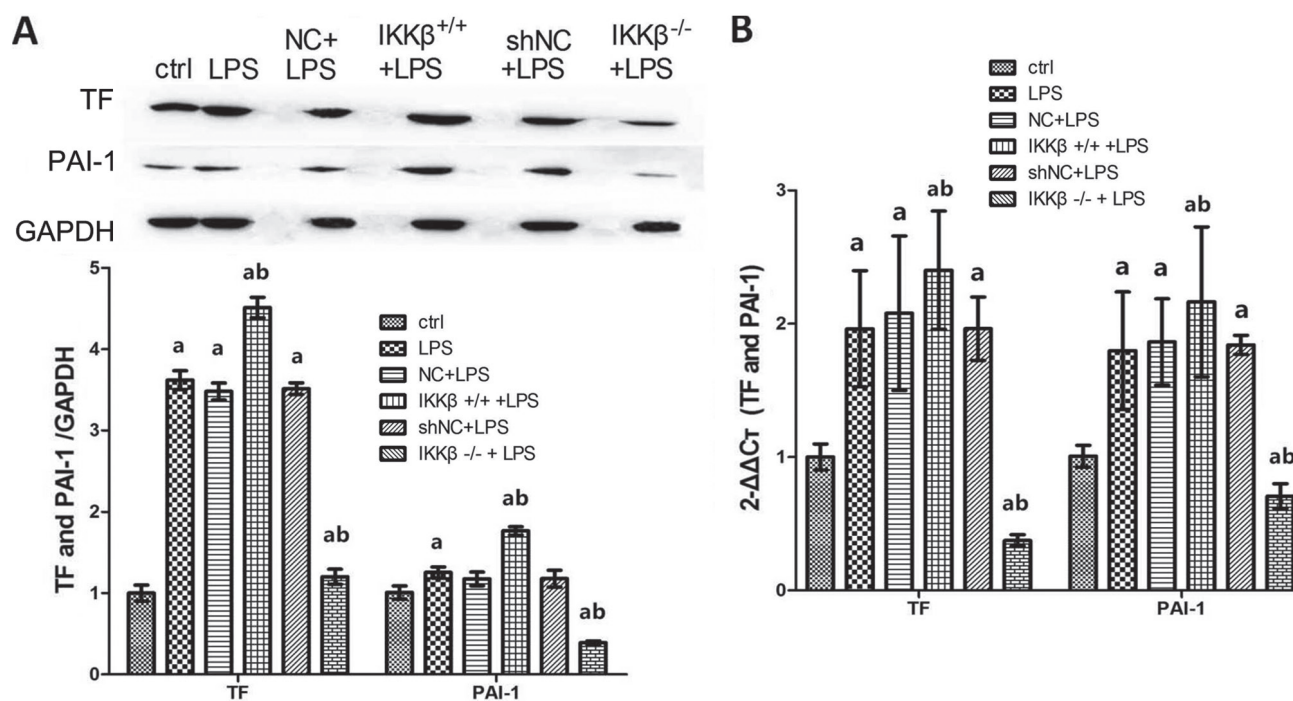 A
ctrl LPS NC+ LPS IKKβ+/+ +LPS shNC +LPS IKKβ-/- +LPS
TF
PAI-1
GAPDH
TF and PAI-1 /GAPDH
5
4
3
2
1
0
a a ab a ab
a ab ab
TF PAI-1
ctrl
LPS
NC+LPS
IKKβ +/+ +LPS
shNC+LPS
IKKβ -/- + LPS
B
ctrl
LPS
NC+LPS
IKKβ +/+ +LPS
shNC+LPS
IKKβ -/- + LPS
2-ΔΔCT (TF and PAI-1)
3
2
1
0
a a ab a ab
a a ab a ab
TF PAI-1